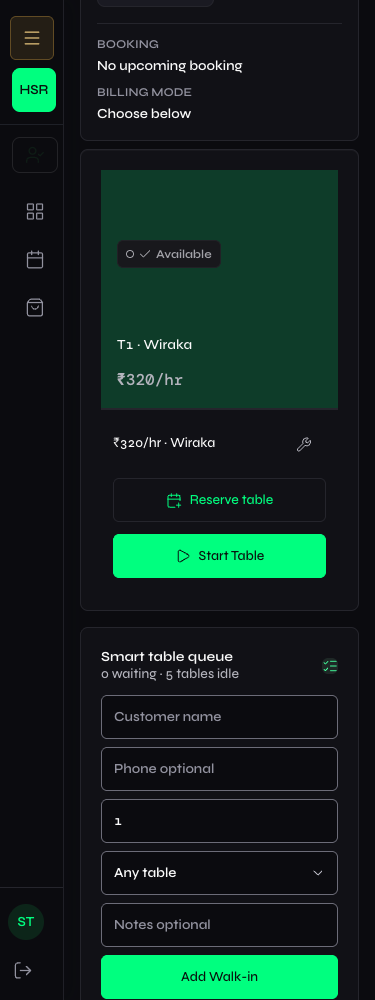 HSR
BOOKING
No upcoming booking
BILLING MODE
Choose below
Available
T1 · Wiraka
₹320/hr
₹320/hr · Wiraka
Reserve table
Start Table
Smart table queue
0 waiting · 5 tables idle
Customer name
Phone optional
1
Any table
Notes optional
Add Walk-in
ST